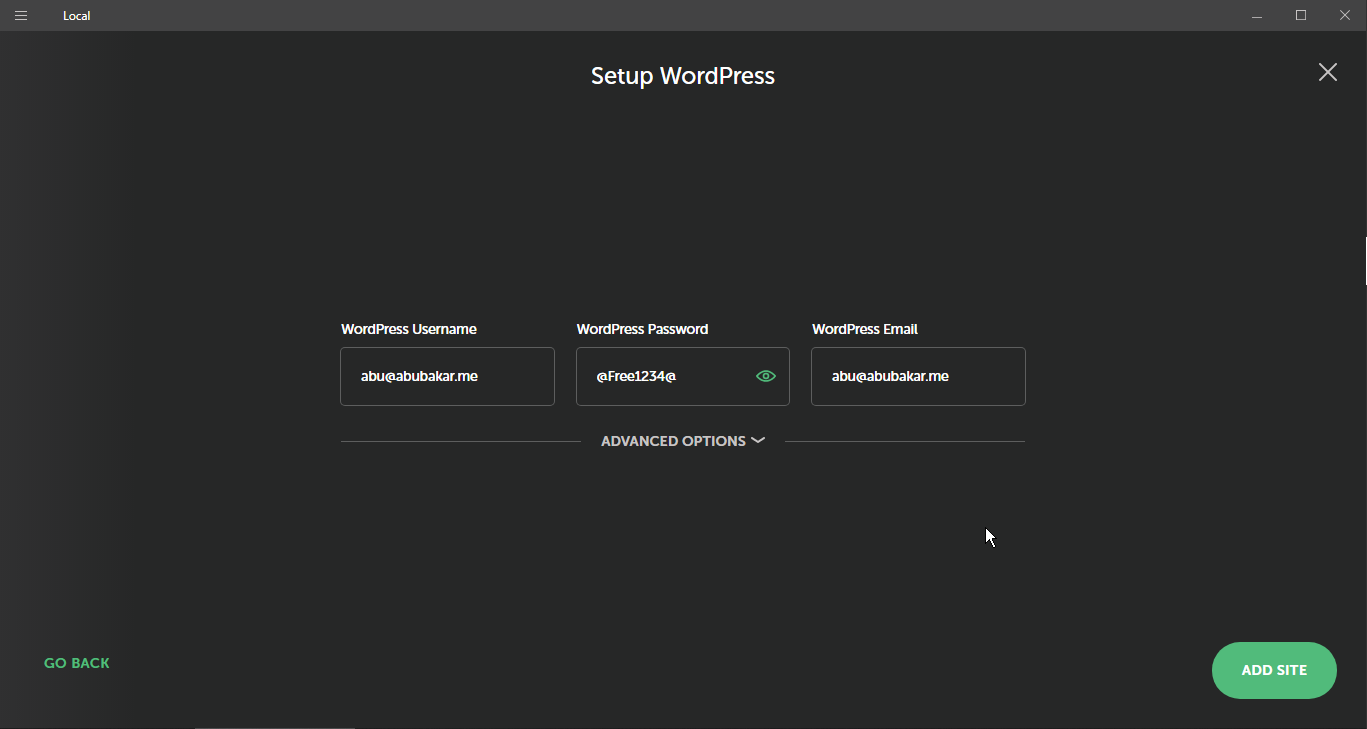 Local
Setup WordPress
WordPress Username
WordPress Password
WordPress Email
abu@abubakar.me
@Free1234@
abu@abubakar.me
ADVANCED OPTIONS
GO BACK
ADD SITE